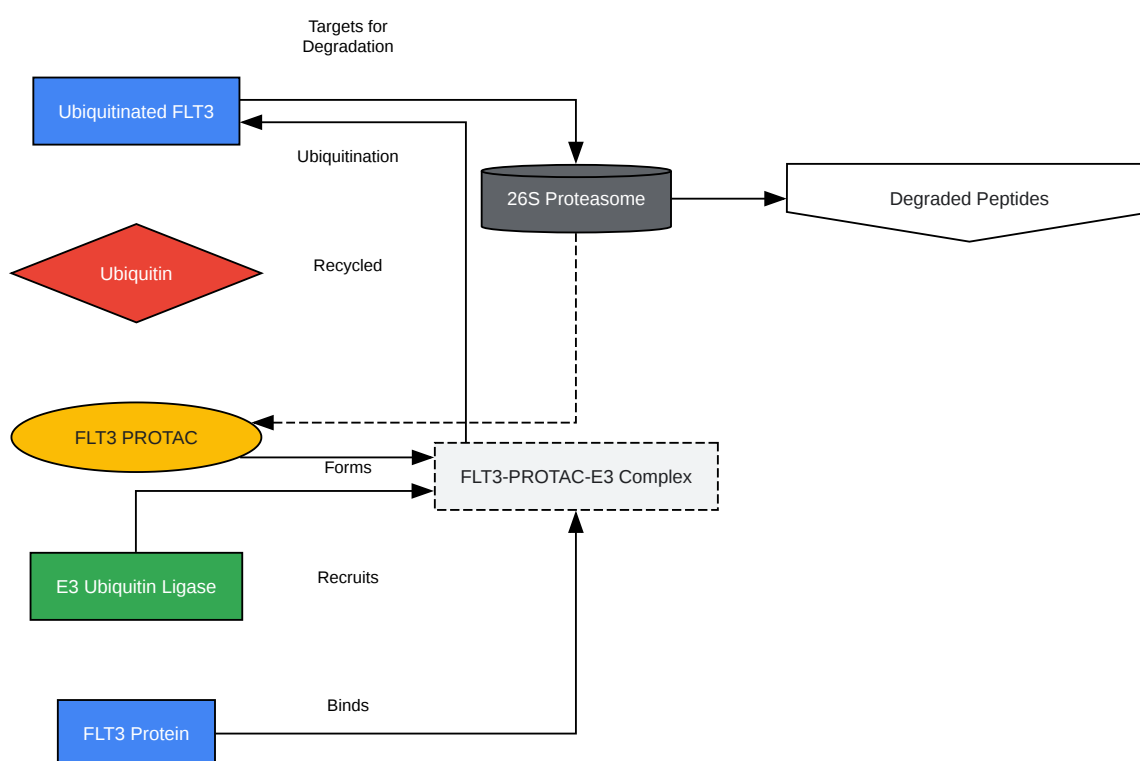 Targets for
Degradation
Ubiquitinated FLT3
Ubiquitination
26S Proteasome
Degraded Peptides
Ubiquitin
Recycled
FLT3 PROTAC
Forms
FLT3-PROTAC-E3 Complex
E3 Ubiquitin Ligase
Recruits
Binds
FLT3 Protein